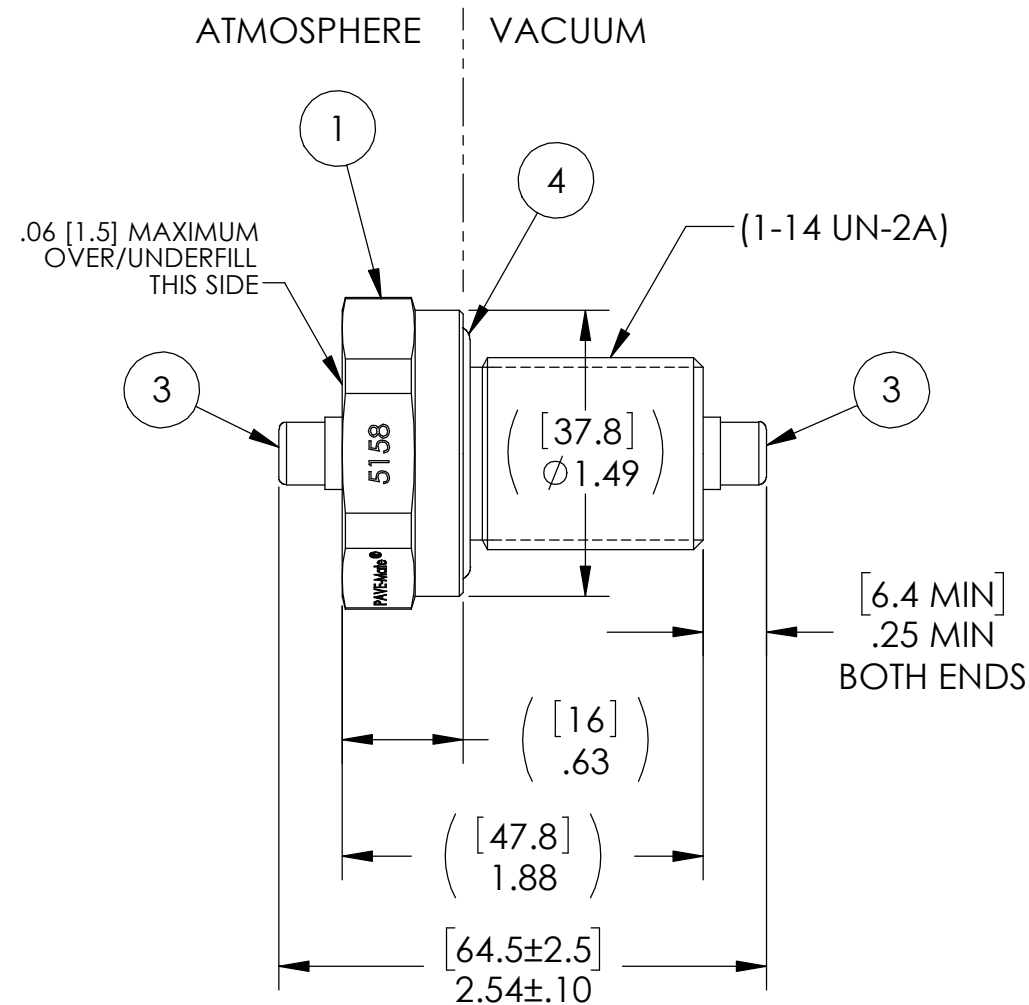 ATMOSPHERE
VACUUM
1
4
.06 [1.5] MAXIMUM
OVER/UNDERFILL
THIS SIDE
(1-14 UN-2A)
3
3
5158
PAVE-Mate®
([37.8]
∅1.49)
[6.4 MIN]
.25 MIN
BOTH ENDS
([16]
.63)
([47.8]
1.88)
[64.5±2.5]
2.54±.10